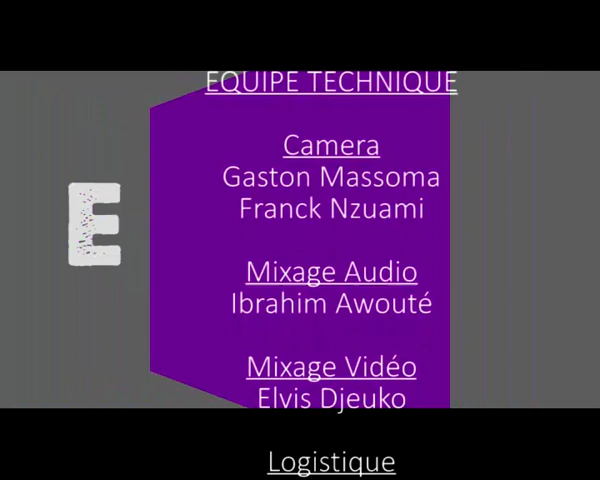 EQUIPE TECHNIQUE
Camera
Gaston Massoma
Franck Nzuami
E
Mixage Audio
Ibrahim Awouté
Mixage Vidéo
Elvis Djeuko
Logistique